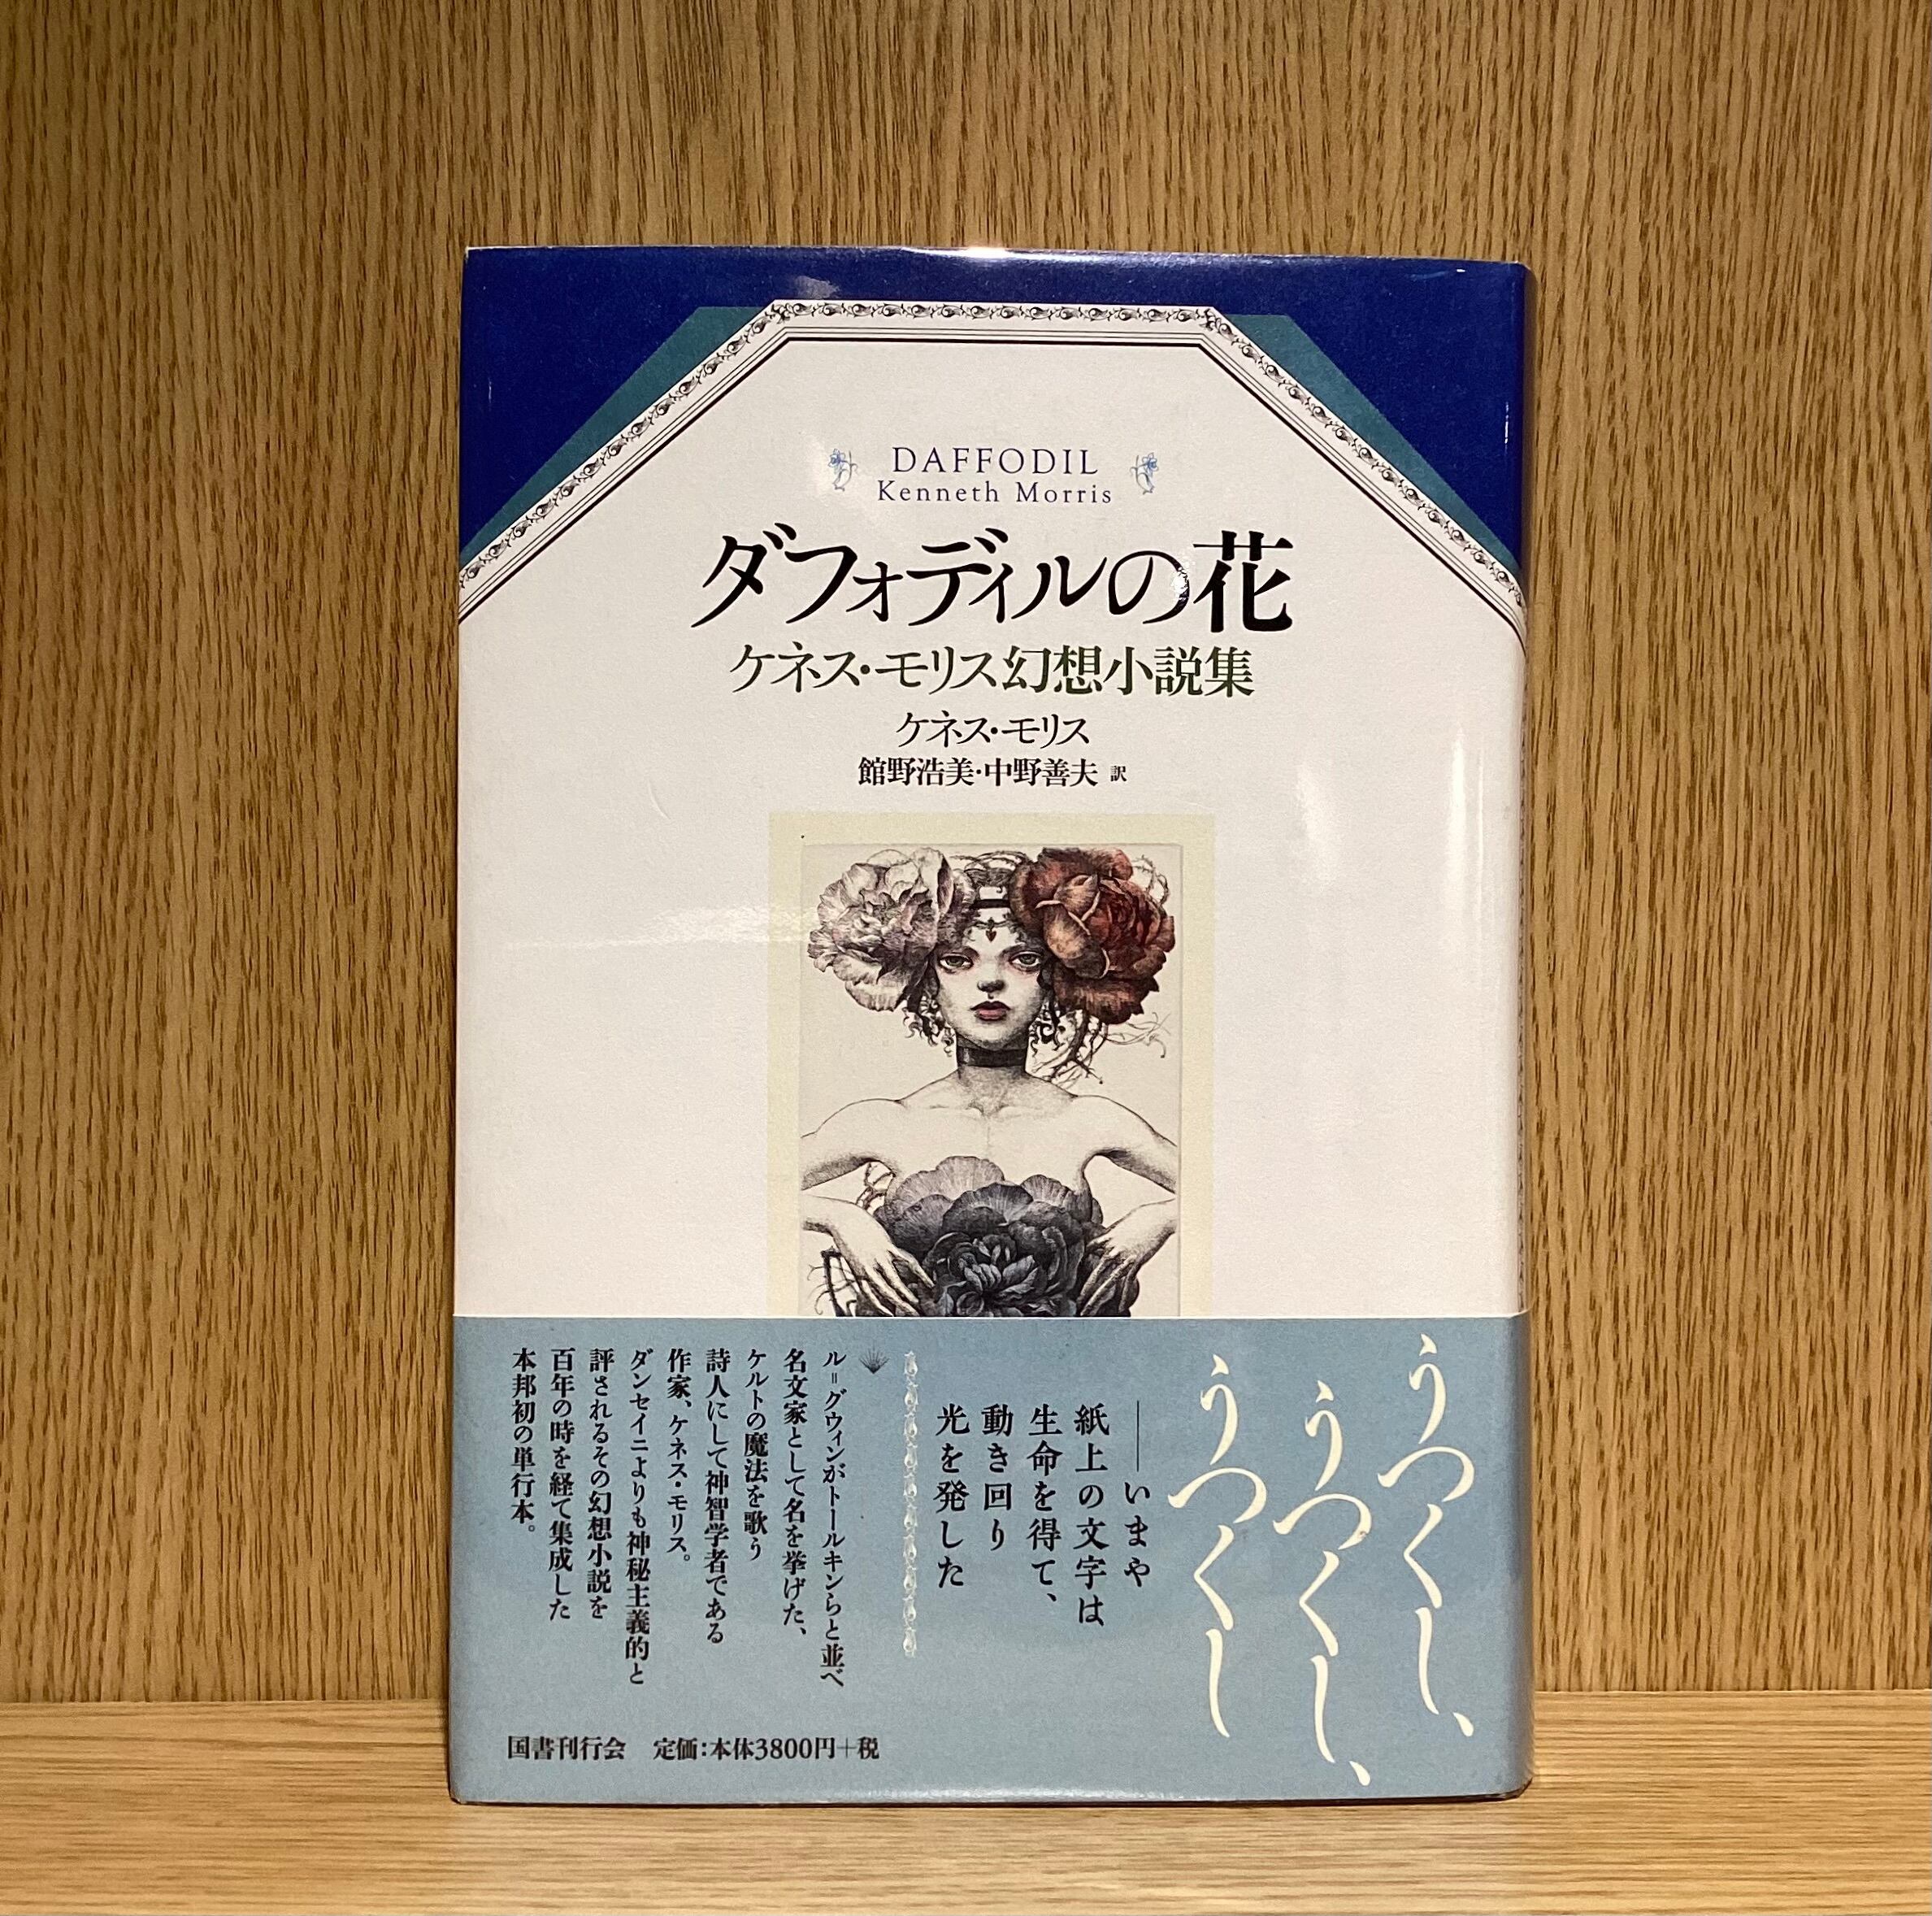 DAFFODIL
Kenneth Morris
ダフォディルの花
ケネス・モリス幻想小説集
ケネス・モリス
館野浩美・中野善夫 訳
うつくし、
うつくし、
うつくし
——いまや
紙上の文字は
生命を得て、
動き回り
光を発した
ル=グウィンがトールキンらと並べ
名文家として名を挙げた、
ケルトの魔法を歌う
詩人にして神智学者である
作家、ケネス・モリス。
ダンセイニよりも神秘主義的と
評されるその幻想小説を
百年の時を経て集成した
本邦初の単行本。
国書刊行会 定価:本体3800円+税